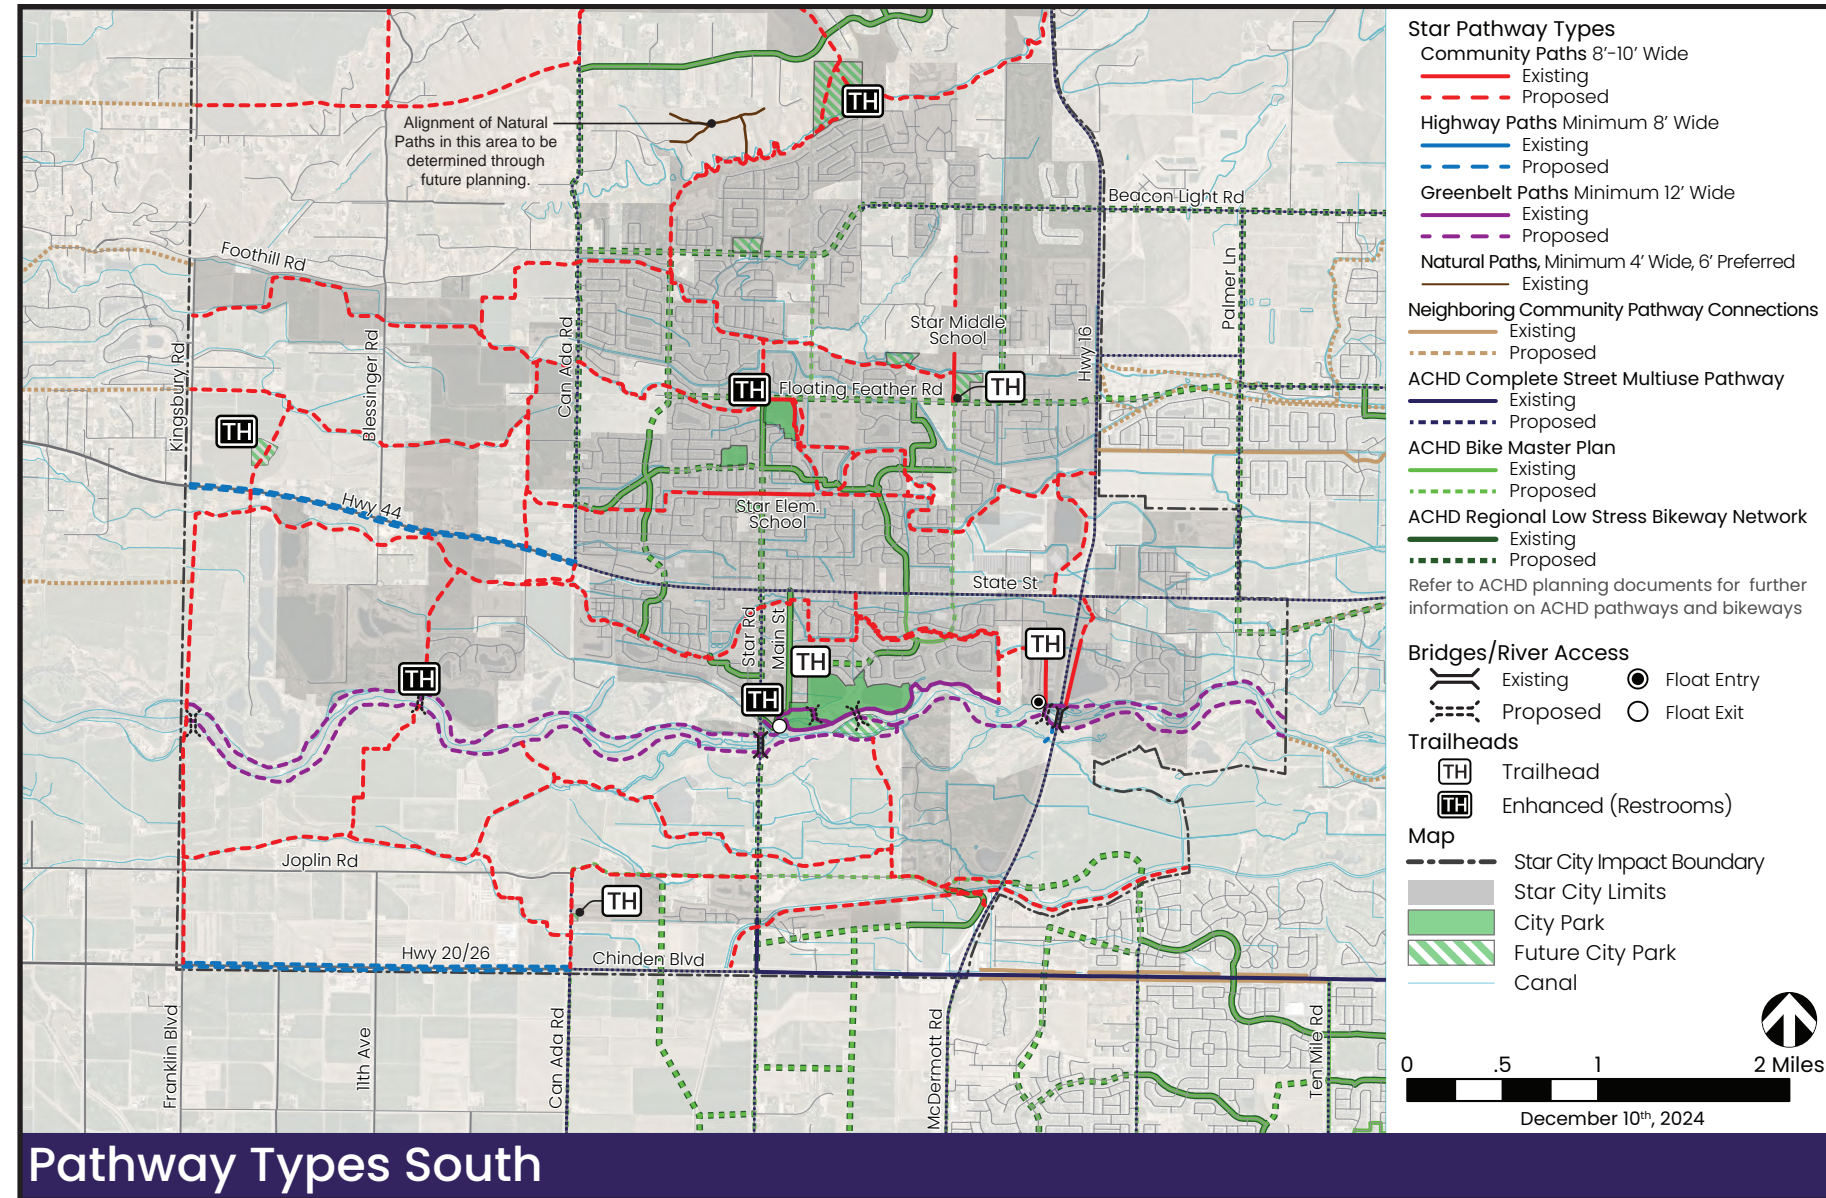 Alignment of Natural
Paths in this area to be
determined through
future planning.
TH
Beacon Light Rd
Foothill Rd
Palmer Ln
Star Middle
School
Hwy 16
Can Ada Rd
Kingsbury Rd
Blessinger Rd
TH
Floating Feather Rd
TH
TH
Hwy 44
Star Elem.
School
State St
Star Rd
Main St
TH
TH
TH
TH
Joplin Rd
TH
Hwy 20/26
Chinden Blvd
Franklin Blvd
11th Ave
Can Ada Rd
McDermott Rd
Ten Mile Rd
Star Pathway Types
Community Paths 8'-10' Wide
Existing
Proposed
Highway Paths Minimum 8' Wide
Existing
Proposed
Greenbelt Paths Minimum 12' Wide
Existing
Proposed
Natural Paths, Minimum 4' Wide, 6' Preferred
Existing
Neighboring Community Pathway Connections
Existing
Proposed
ACHD Complete Street Multiuse Pathway
Existing
Proposed
ACHD Bike Master Plan
Existing
Proposed
ACHD Regional Low Stress Bikeway Network
Existing
Proposed
Refer to ACHD planning documents for further
information on ACHD pathways and bikeways
Bridges/River Access
Existing Float Entry
Proposed Float Exit
Trailheads
TH Trailhead
TH Enhanced (Restrooms)
Map
Star City Impact Boundary
Star City Limits
City Park
Future City Park
Canal
0 .5 1 2 Miles
December 10th, 2024
Pathway Types South